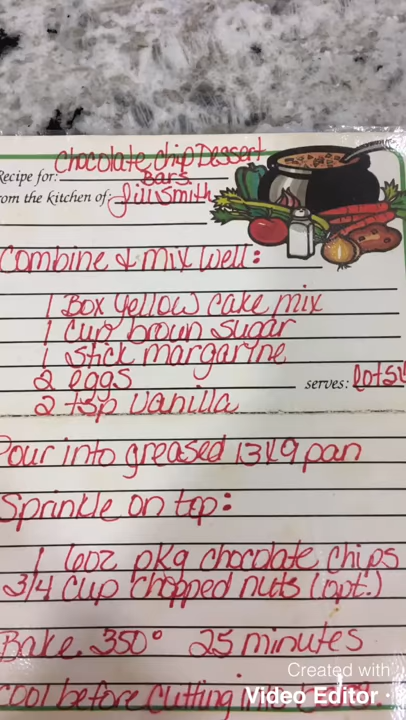 Recipe for: Chocolate Chip Dessert
Bars
from the kitchen of: Jill Smith
Combine & mix well:
1 Box yellow cake mix
1 cup brown sugar
1 stick margarine
2 eggs
serves: lots!
2 tsp vanilla
Pour into greased 13x9 pan
Sprinkle on top:
1 6oz pkg chocolate chips
3/4 cup chopped nuts (opt.)
Bake 350° 25 minutes
Created with
cool before cutting
Video Editor